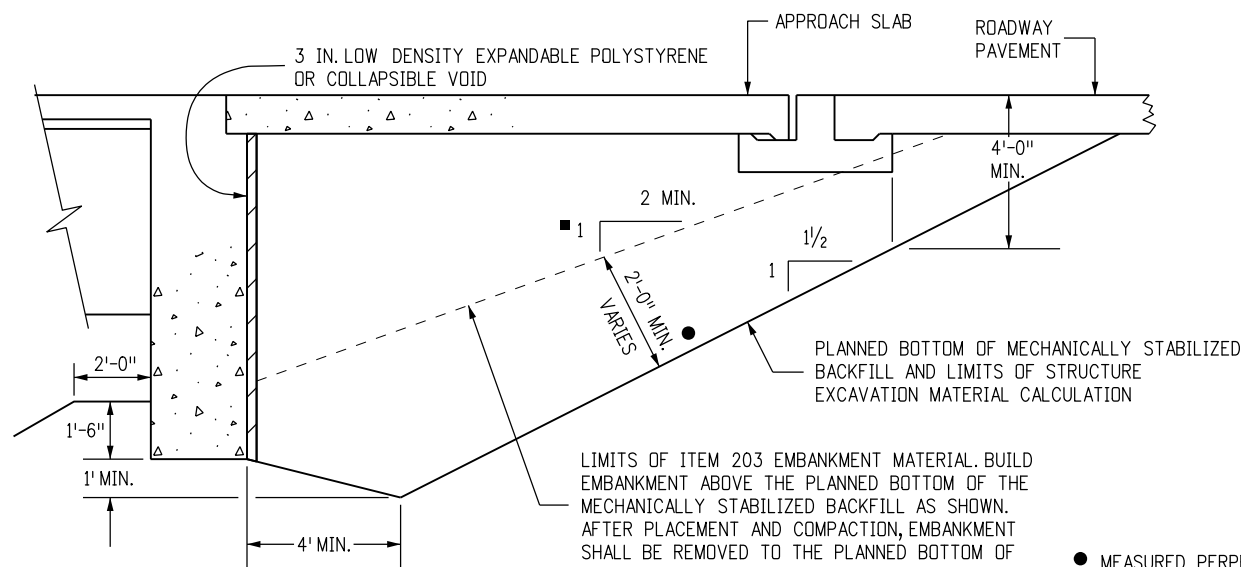 APPROACH SLAB
ROADWAY
PAVEMENT
3 IN. LOW DENSITY EXPANDABLE POLYSTYRENE
OR COLLAPSIBLE VOID
4'-0"
MIN.
2 MIN.
■ 1
1½
1
2'-0" MIN.
VARIES
●
PLANNED BOTTOM OF MECHANICALLY STABILIZED
BACKFILL AND LIMITS OF STRUCTURE
EXCAVATION MATERIAL CALCULATION
2'-0"
1'-6"
1' MIN.
4' MIN.
LIMITS OF ITEM 203 EMBANKMENT MATERIAL. BUILD
EMBANKMENT ABOVE THE PLANNED BOTTOM OF THE
MECHANICALLY STABILIZED BACKFILL AS SHOWN.
AFTER PLACEMENT AND COMPACTION, EMBANKMENT
SHALL BE REMOVED TO THE PLANNED BOTTOM OF
● MEASURED